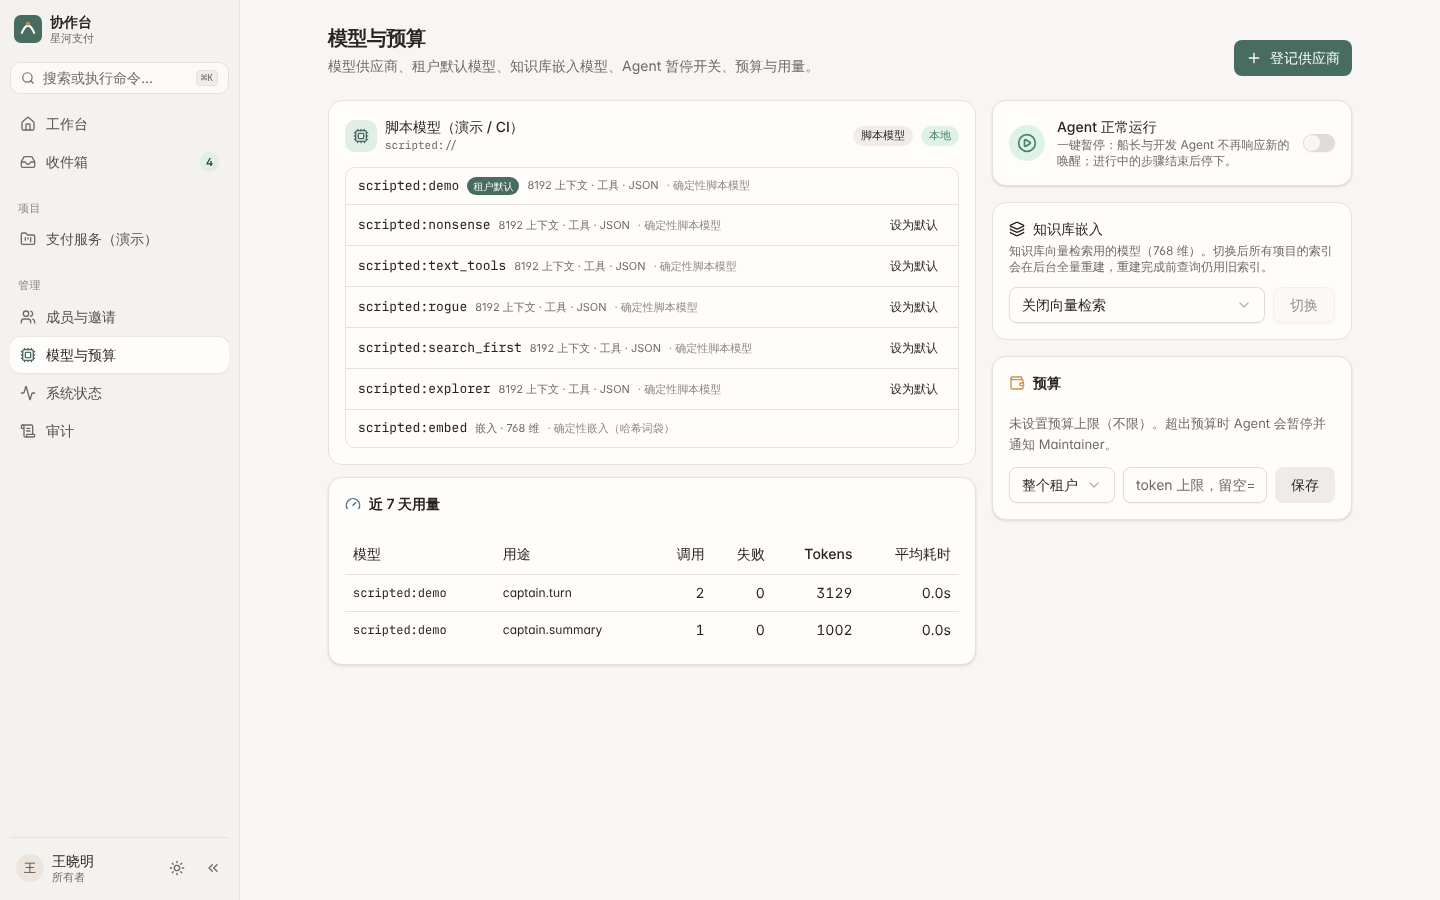 协作台
星河支付
搜索或执行命令... ⌘K
工作台
收件箱 4
项目
支付服务（演示）
管理
成员与邀请
模型与预算
系统状态
审计
王 王晓明
所有者
模型与预算
模型供应商、租户默认模型、知识库嵌入模型、Agent 暂停开关、预算与用量。
登记供应商
脚本模型（演示 / CI）
scripted://
脚本模型 本地
scripted:demo 租户默认 8192 上下文 · 工具 · JSON · 确定性脚本模型
scripted:nonsense 8192 上下文 · 工具 · JSON · 确定性脚本模型 设为默认
scripted:text_tools 8192 上下文 · 工具 · JSON · 确定性脚本模型 设为默认
scripted:rogue 8192 上下文 · 工具 · JSON · 确定性脚本模型 设为默认
scripted:search_first 8192 上下文 · 工具 · JSON · 确定性脚本模型 设为默认
scripted:explorer 8192 上下文 · 工具 · JSON · 确定性脚本模型 设为默认
scripted:embed 嵌入 · 768 维 · 确定性嵌入（哈希词袋）
近 7 天用量
模型 用途 调用 失败 Tokens 平均耗时
scripted:demo captain.turn 2 0 3129 0.0s
scripted:demo captain.summary 1 0 1002 0.0s
Agent 正常运行
一键暂停：船长与开发 Agent 不再响应新的
唤醒；进行中的步骤结束后停下。
知识库嵌入
知识库向量检索用的模型（768 维）。切换后所有项目的索引
会在后台全量重建，重建完成前查询仍用旧索引。
关闭向量检索 切换
预算
未设置预算上限（不限）。超出预算时 Agent 会暂停并
通知 Maintainer。
整个租户 token 上限，留空= 保存